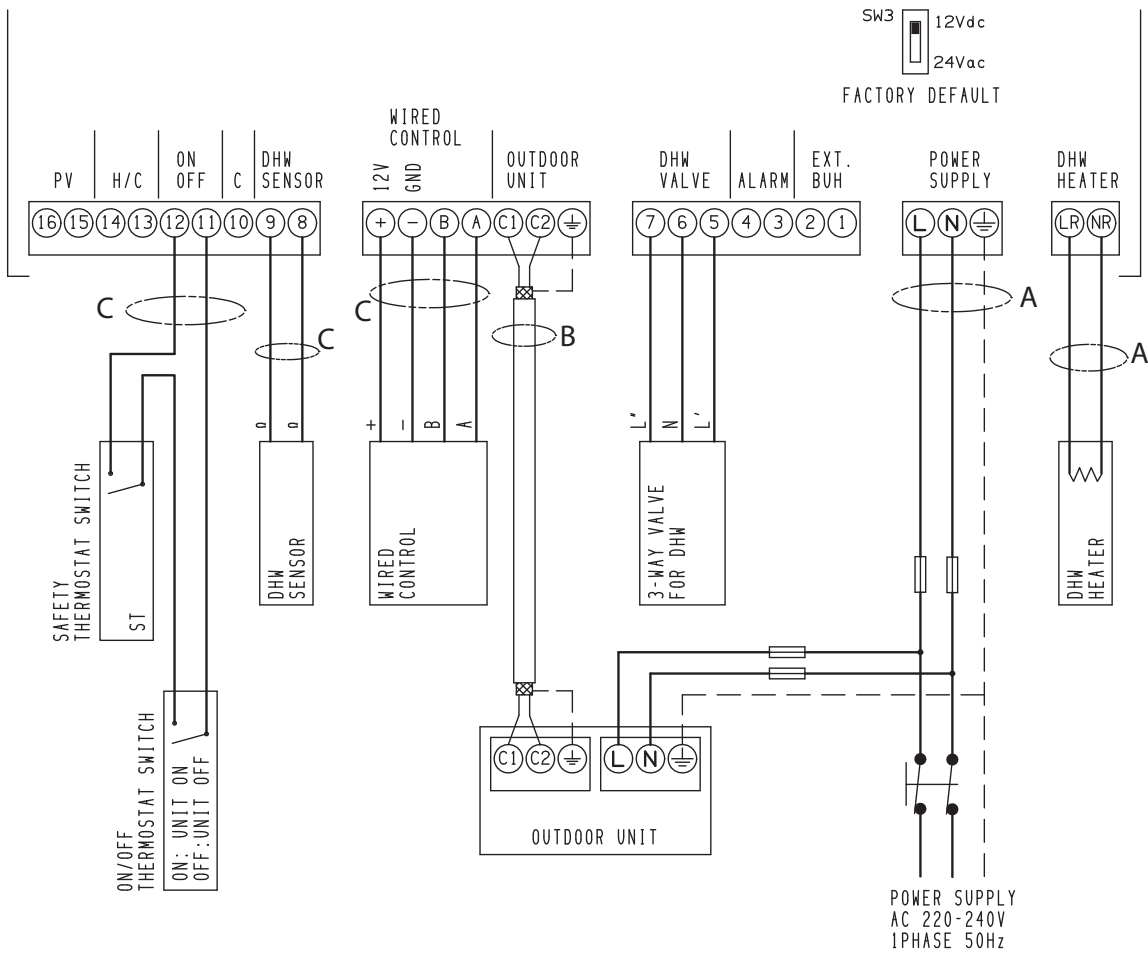 SW3
12Vdc
24Vac
FACTORY DEFAULT
PV
H/C
ON
OFF
C
DHW
SENSOR
WIRED
CONTROL
12V
GND
OUTDOOR
UNIT
DHW
VALVE
ALARM
EXT.
BUH
POWER
SUPPLY
DHW
HEATER
16 15 14 13 12 11 10 9 8
+ − B A C1 C2
7 6 5 4 3 2 1
L N
LR NR
C
C
C
B
A
A
+ − B A
L" N L'
SAFETY
THERMOSTAT SWITCH
ST
DHW
SENSOR
WIRED
CONTROL
3-WAY VALVE
FOR DHW
DHW
HEATER
ON/OFF
THERMOSTAT SWITCH
ON: UNIT ON
OFF:UNIT OFF
C1 C2
L N
OUTDOOR UNIT
POWER SUPPLY
AC 220-240V
1PHASE 50Hz